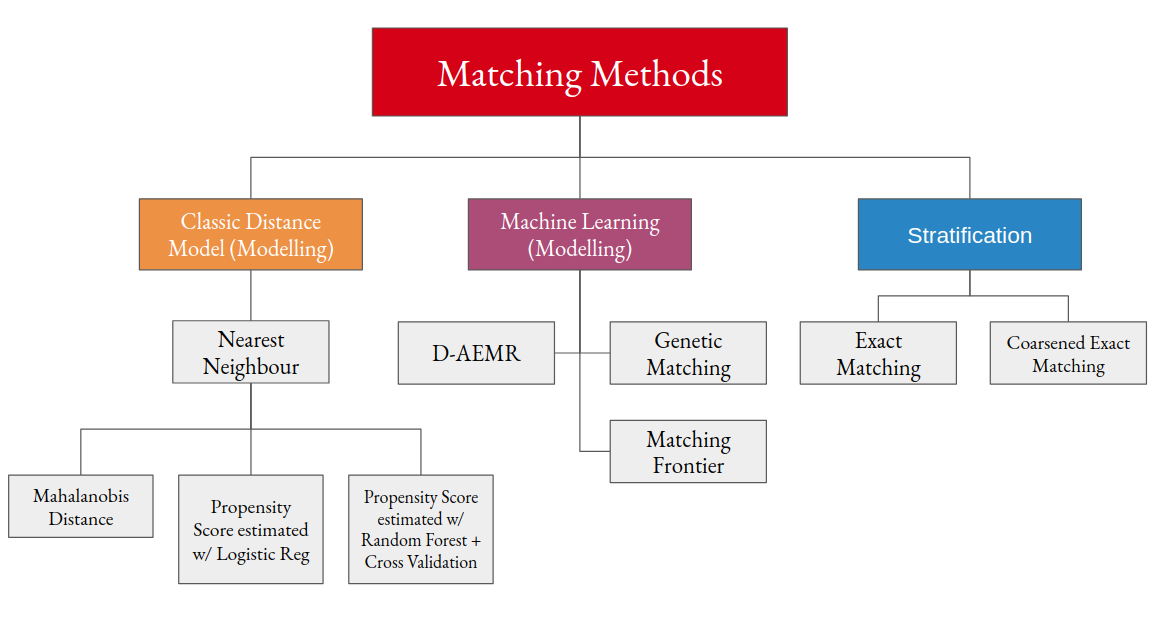 Matching Methods
Classic Distance
Model (Modelling)
Machine Learning
(Modelling)
Stratification
Nearest
Neighbour
D-AEMR
Genetic
Matching
Exact
Matching
Coarsened Exact
Matching
Matching
Frontier
Mahalanobis
Distance
Propensity
Score estimated
w/ Logistic Reg
Propensity Score
estimated w/
Random Forest +
Cross Validation